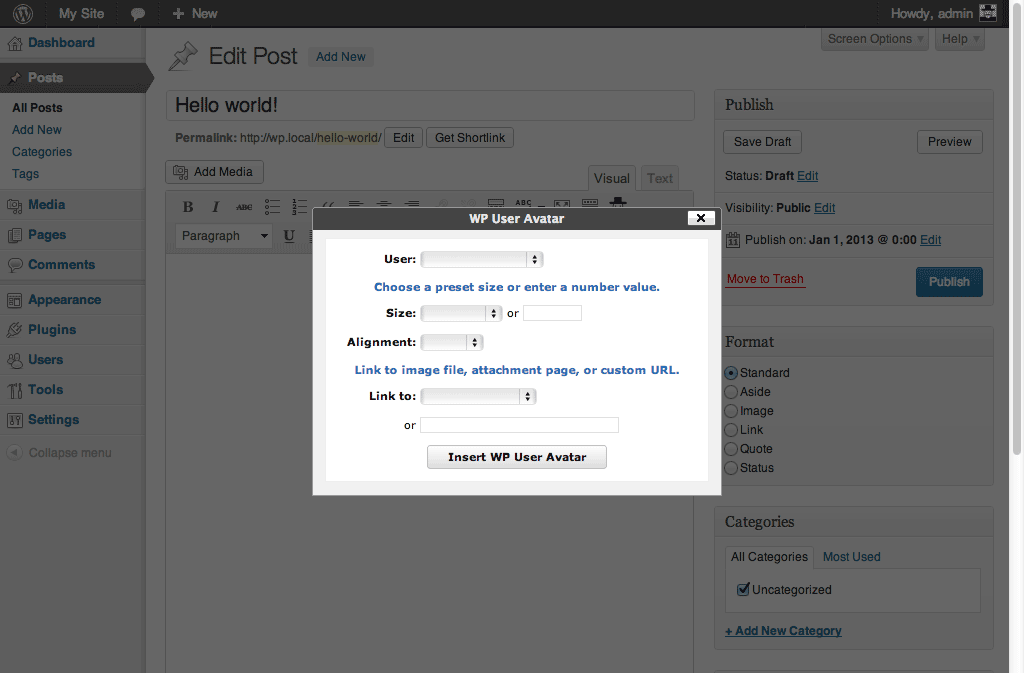 My Site
New
Howdy, admin
Dashboard
Posts
All Posts
Add New
Categories
Tags
Media
Pages
Comments
Appearance
Plugins
Users
Tools
Settings
Collapse menu
Screen Options
Help
Edit Post
Add New
Hello world!
Permalink: http://wp.local/hello-world/ Edit Get Shortlink
Add Media
Visual
Text
B I ABC ABC
Paragraph U
WP User Avatar
User:
Choose a preset size or enter a number value.
Size: or
Alignment:
Link to image file, attachment page, or custom URL.
Link to:
or
Insert WP User Avatar
Publish
Save Draft
Preview
Status: Draft Edit
Visibility: Public Edit
Publish on: Jan 1, 2013 @ 0:00 Edit
Move to Trash
Publish
Format
Standard
Aside
Image
Link
Quote
Status
Categories
All Categories
Most Used
Uncategorized
+ Add New Category